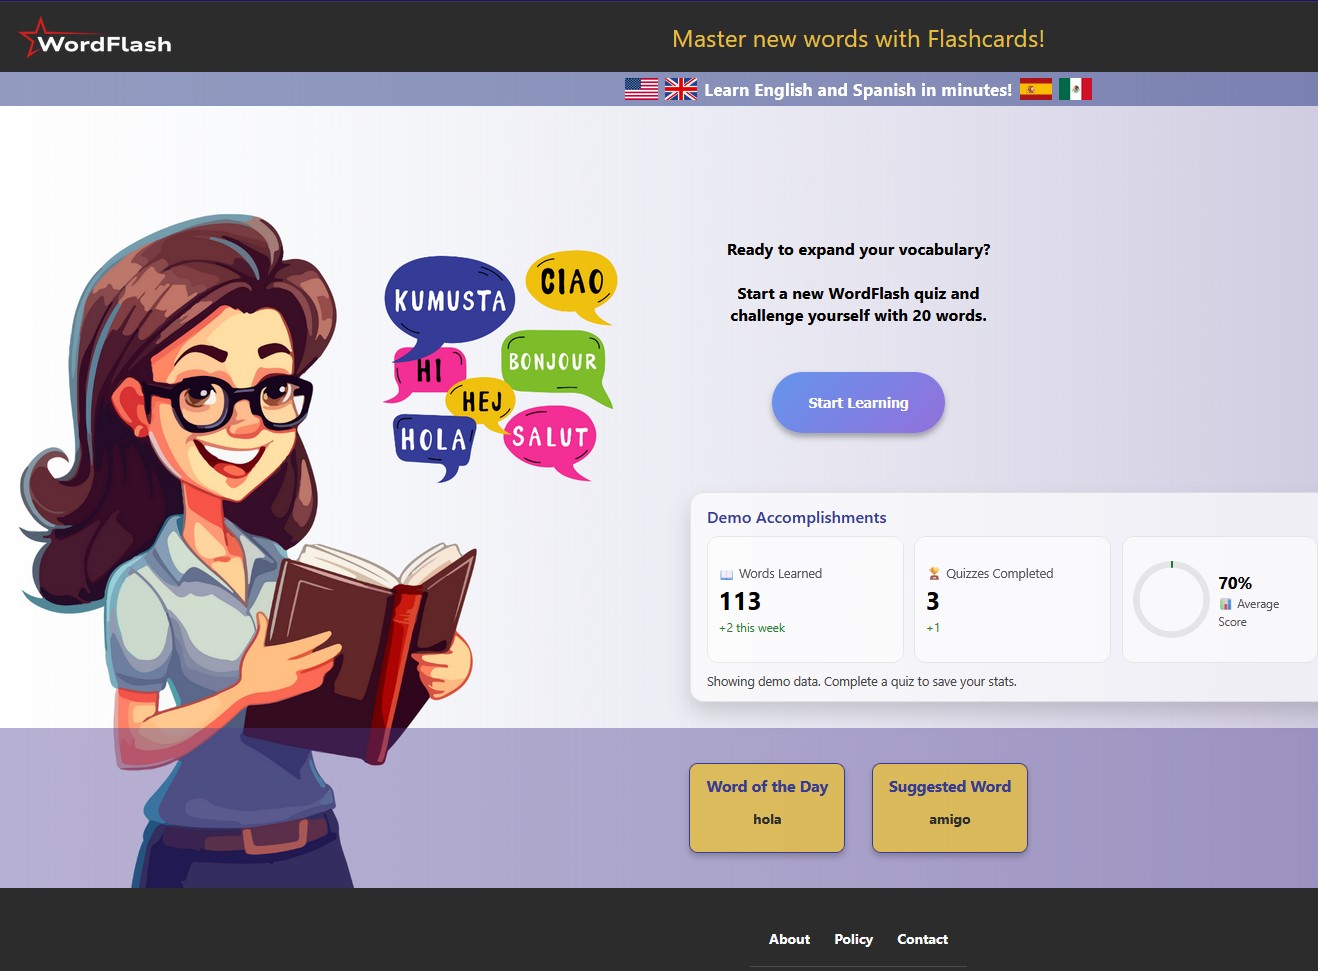 WordFlash
Master new words with Flashcards!
Learn English and Spanish in minutes!
KUMUSTA
CIAO
HI
BONJOUR
HEJ
HOLA
SALUT
Ready to expand your vocabulary?
Start a new WordFlash quiz and
challenge yourself with 20 words.
Start Learning
Demo Accomplishments
Words Learned
113
+2 this week
Quizzes Completed
3
+1
70%
Average
Score
Showing demo data. Complete a quiz to save your stats.
Word of the Day
hola
Suggested Word
amigo
About Policy Contact